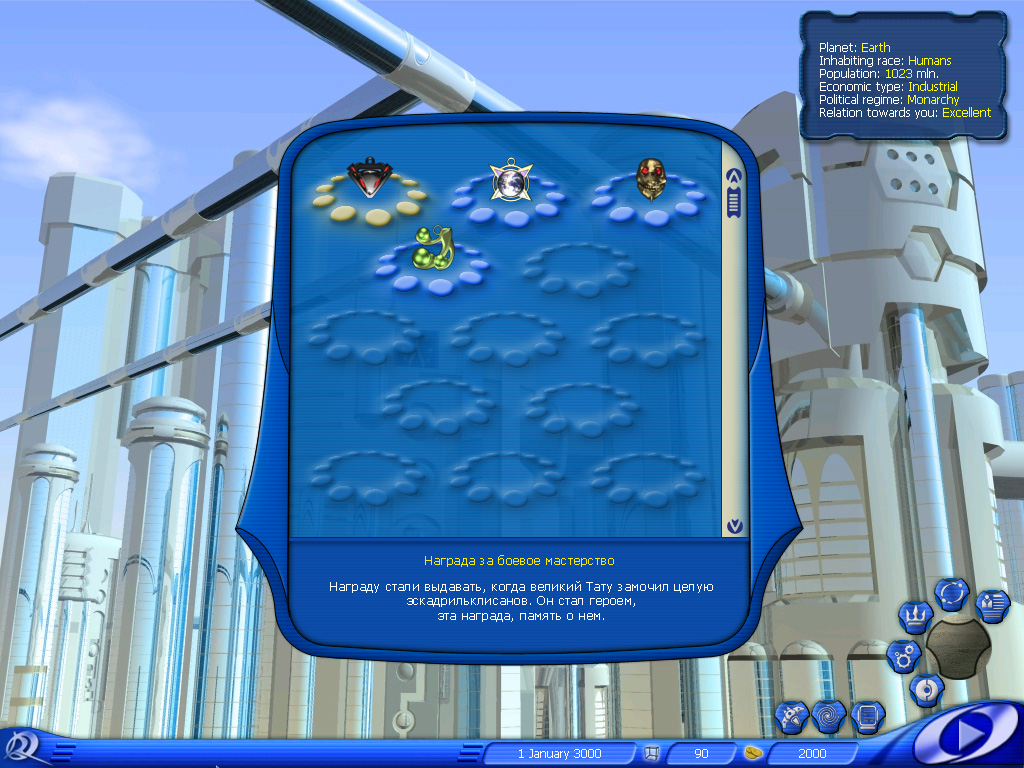 Planet: Earth
Inhabiting race: Humans
Population: 1023 mln.
Economic type: Industrial
Political regime: Monarchy
Relation towards you: Excellent
Награда за боевое мастерство
Награду стали выдавать, когда великий Тату замочил целую
эскадрильклисанов. Он стал героем,
эта награда, память о нем.
1 January 3000
90
2000